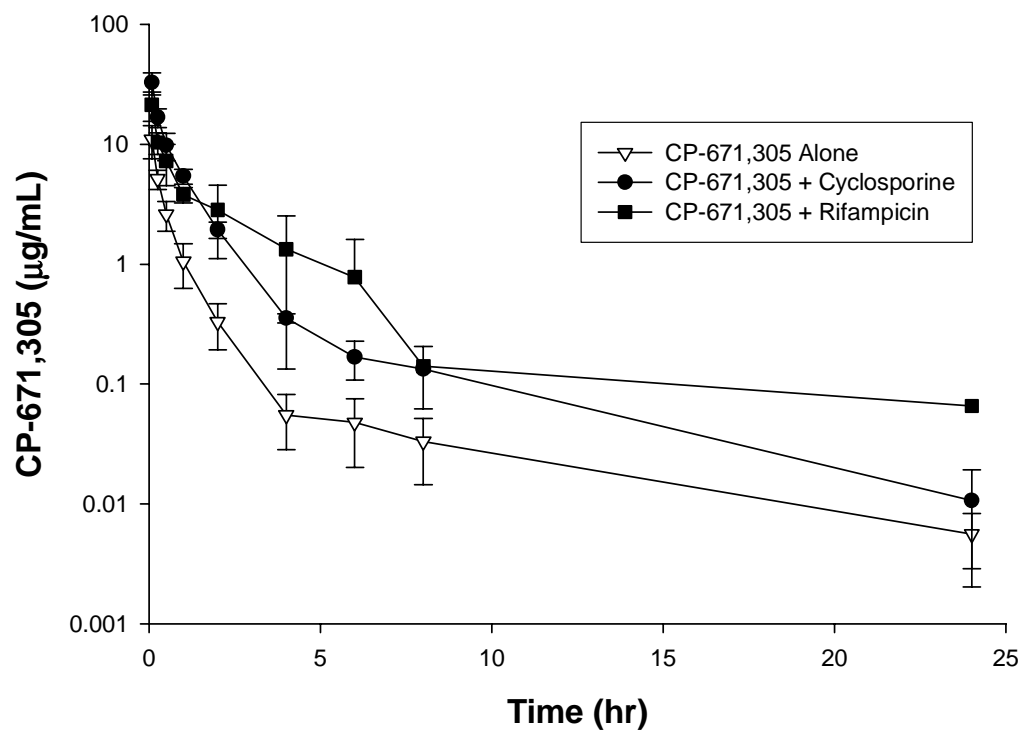 100
10
1
0.1
0.01
0.001
CP-671,305 (μg/mL)
CP-671,305 Alone
CP-671,305 + Cyclosporine
CP-671,305 + Rifampicin
0 5 10 15 20 25
Time (hr)